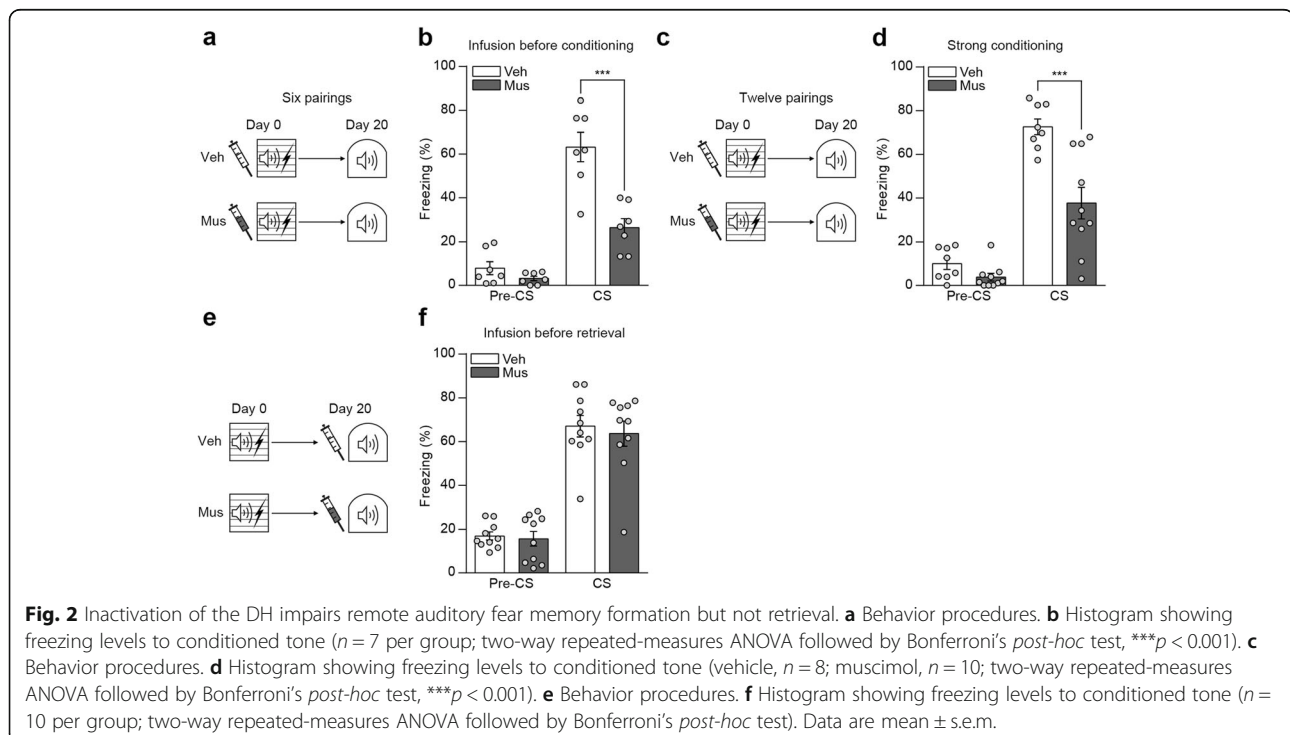 a
Six pairings
Day 0 Day 20
Veh
Mus
b
Infusion before conditioning
Veh
Mus
***
Freezing (%)
100
80
60
40
20
0
Pre-CS CS
c
Twelve pairings
Day 0 Day 20
Veh
Mus
d
Strong conditioning
Veh
Mus
***
Freezing (%)
100
80
60
40
20
0
Pre-CS CS
e
Day 0 Day 20
Veh
Mus
f
Infusion before retrieval
Veh
Mus
Freezing (%)
100
80
60
40
20
0
Pre-CS CS
Fig. 2 Inactivation of the DH impairs remote auditory fear memory formation but not retrieval. a Behavior procedures. b Histogram showing
freezing levels to conditioned tone (n = 7 per group; two-way repeated-measures ANOVA followed by Bonferroni's post-hoc test, ***p < 0.001). c
Behavior procedures. d Histogram showing freezing levels to conditioned tone (vehicle, n = 8; muscimol, n = 10; two-way repeated-measures
ANOVA followed by Bonferroni's post-hoc test, ***p < 0.001). e Behavior procedures. f Histogram showing freezing levels to conditioned tone (n =
10 per group; two-way repeated-measures ANOVA followed by Bonferroni's post-hoc test). Data are mean ± s.e.m.